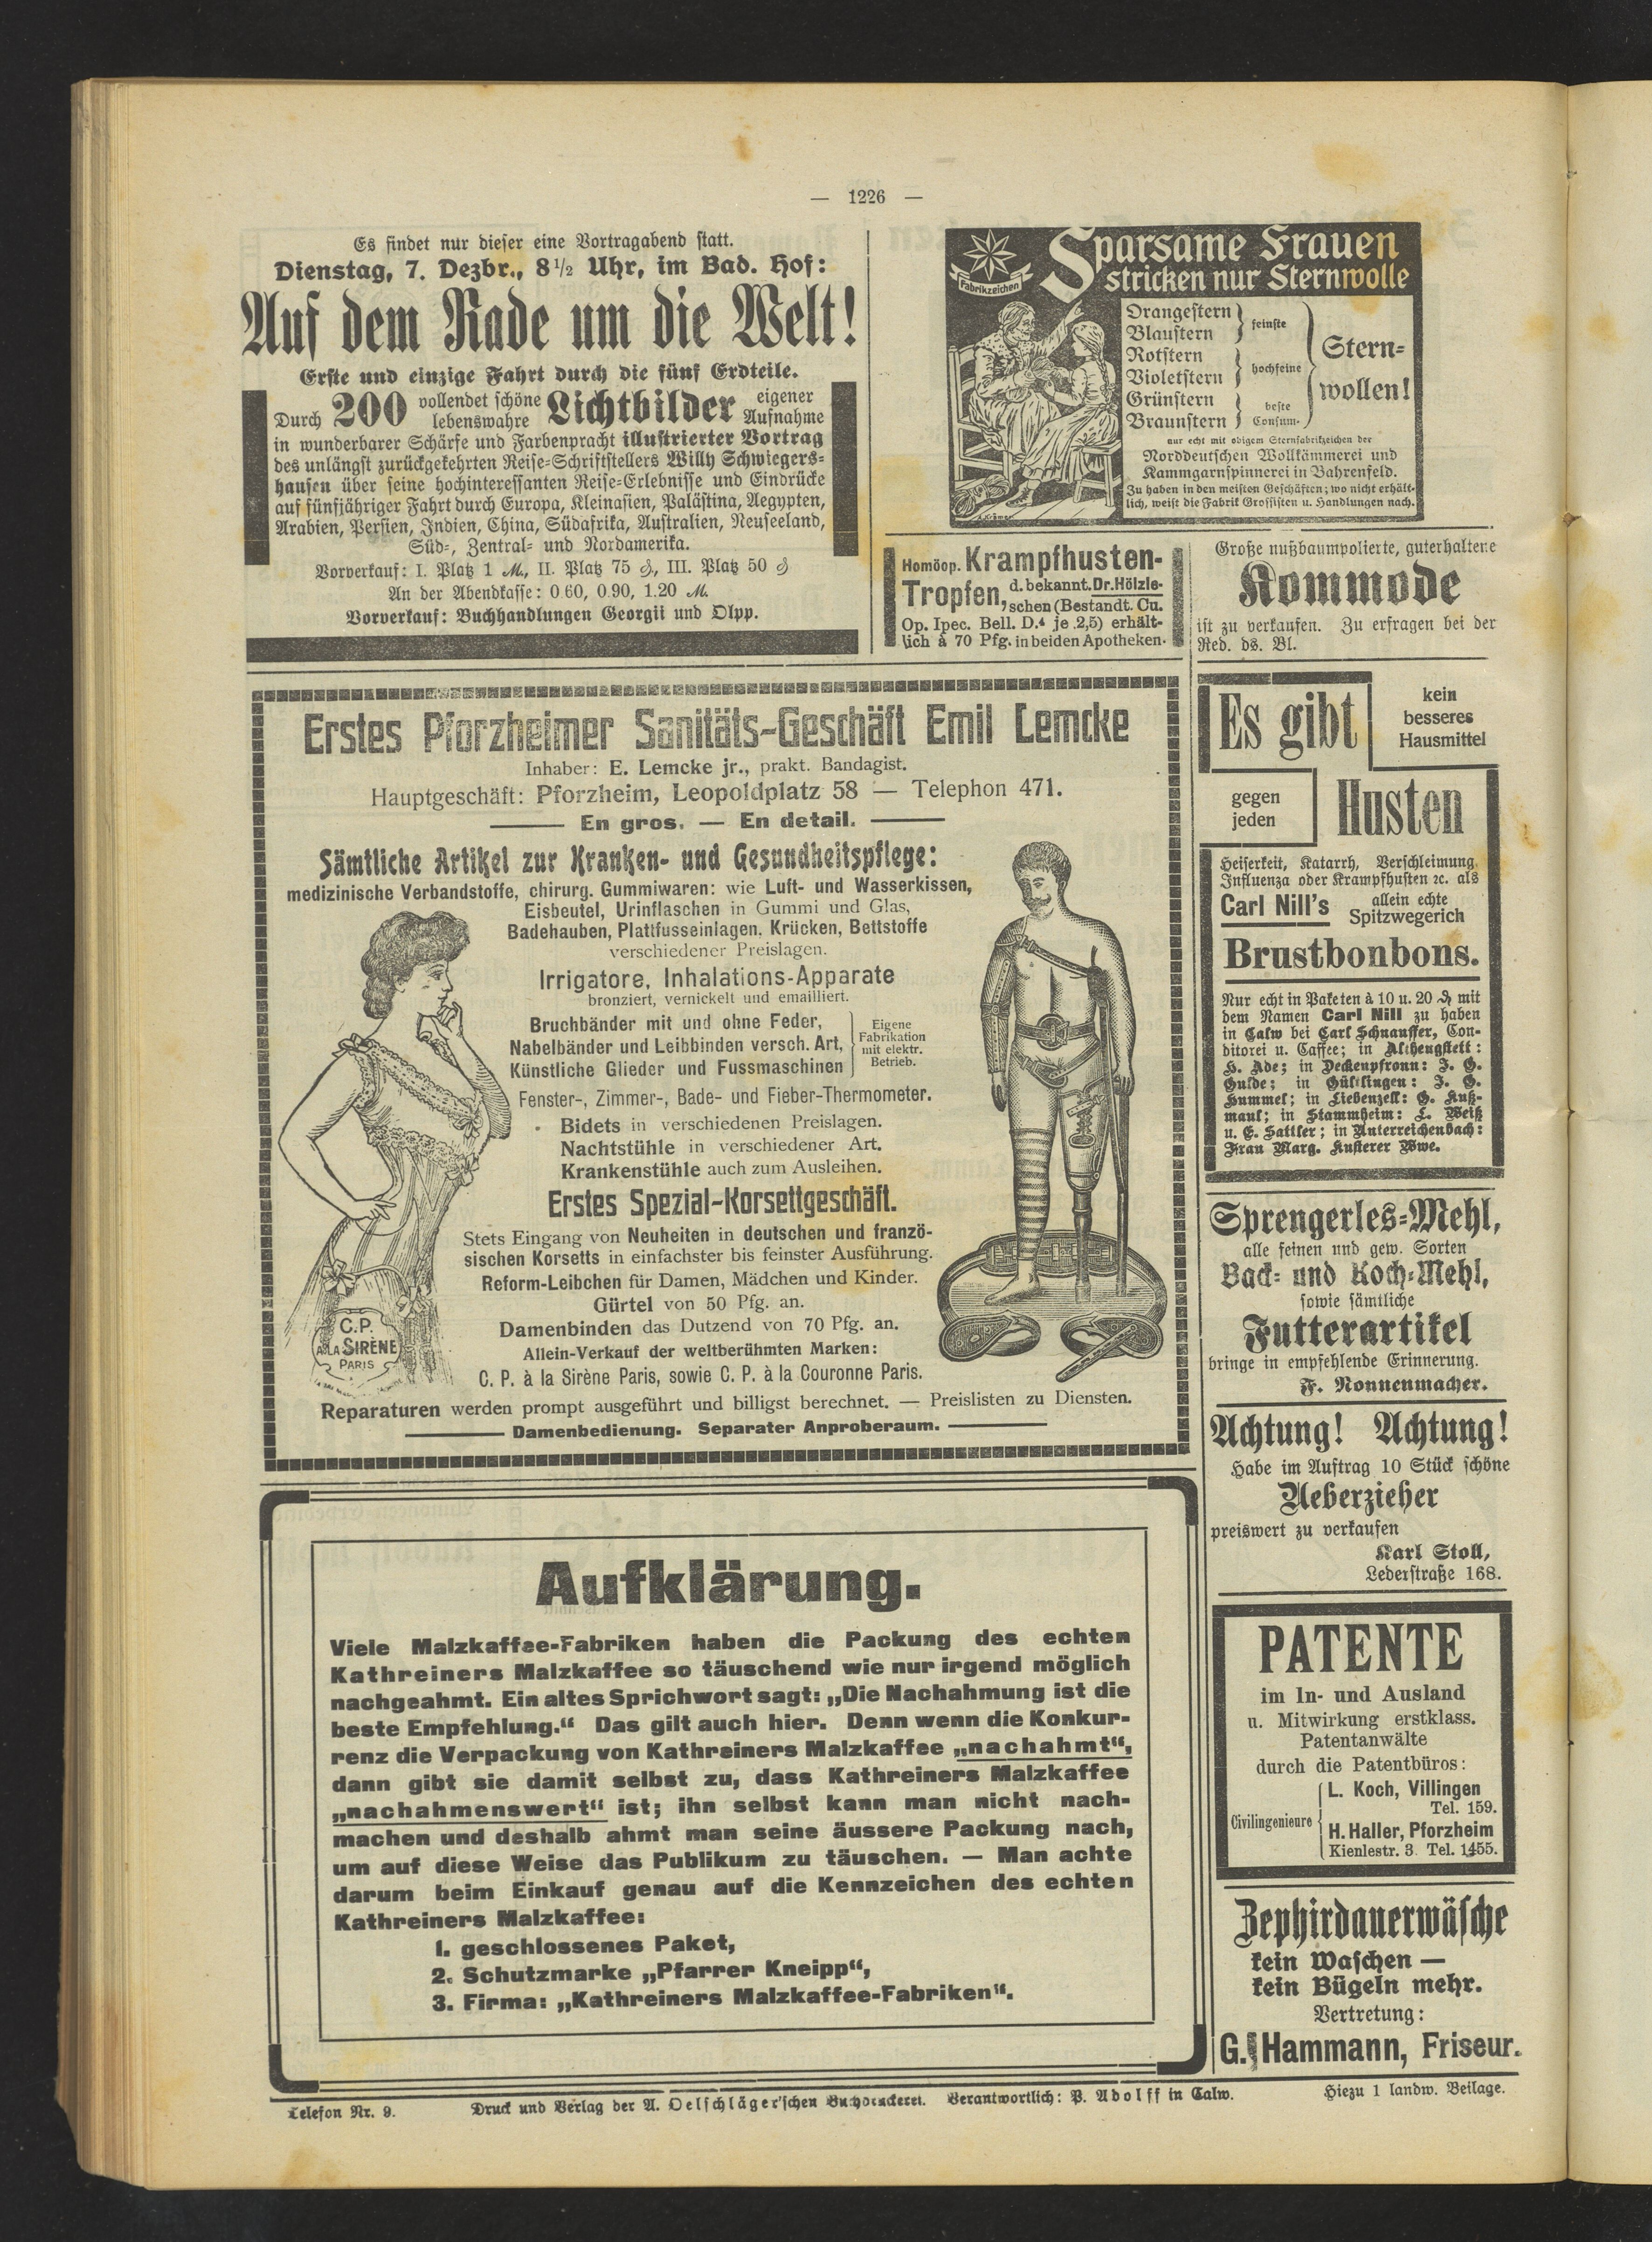 — 1226 —
Es findet nur dieser eine Vortragabend statt.
Dienstag, 7. Dezbr., 8 1/2 Uhr, im Bad. Hof:
Auf dem Rade um die Welt!
Erste und einzige Fahrt durch die fünf Erdteile.
Durch 200 vollendet schöne lebenswahre Lichtbilder eigener Aufnahme
in wunderbarer Schärfe und Farbenpracht illustrierter Vortrag
des unlängst zurückgekehrten Reise-Schriftstellers Willy Schwiegers-
hausen über seine hochinteressanten Reise-Erlebnisse und Eindrücke
auf fünfjähriger Fahrt durch Europa, Kleinasien, Palästina, Aegypten,
Arabien, Persien, Indien, China, Südafrika, Australien, Neuseeland,
Süd-, Zentral- und Nordamerika.
Vorverkauf: I. Platz 1 M., II. Platz 75 ₰, III. Platz 50 ₰
An der Abendkasse: 0.60, 0.90, 1.20 M.
Vorverkauf: Buchhandlungen Georgii und Olpp.
Fabrikzeichen
Sparsame Frauen
stricken nur Sternwolle
Orangestern
Blaustern
feinste
Rotstern
Violetstern
hochfeine
Grünstern
Braunstern
beste
Consum-
Stern-
wollen!
nur echt mit obigem Sternfabrikzeichen der
Norddeutschen Wollkämmerei und
Kammgarnspinnerei in Bahrenfeld.
Zu haben in den meisten Geschäften; wo nicht erhält-
lich, weist die Fabrik Grossisten u. Handlungen nach.
Homöop. Krampfhusten-
Tropfen, d. bekannt. Dr. Hölzle-
schen (Bestandt. Cu.
Op. Ipec. Bell. D.4 je 2,5) erhält-
lich à 70 Pfg. in beiden Apotheken.
Große nußbaumpolierte, guterhaltene
Kommode
ist zu verkaufen. Zu erfragen bei der
Red. ds. Bl.
Erstes Pforzheimer Sanitäts-Geschäft Emil Lemcke
Inhaber: E. Lemcke jr., prakt. Bandagist.
Hauptgeschäft: Pforzheim, Leopoldplatz 58 — Telephon 471.
En gros. — En detail.
Sämtliche Artikel zur Kranken- und Gesundheitspflege:
medizinische Verbandstoffe, chirurg. Gummiwaren: wie Luft- und Wasserkissen,
Eisbeutel, Urinflaschen in Gummi und Glas,
Badehauben, Plattfusseinlagen, Krücken, Bettstoffe
verschiedener Preislagen.
Irrigatore, Inhalations-Apparate
bronziert, vernickelt und emailliert.
Bruchbänder mit und ohne Feder,
Nabelbänder und Leibbinden versch. Art,
Künstliche Glieder und Fussmaschinen
Eigene
Fabrikation
mit elektr.
Betrieb.
Fenster-, Zimmer-, Bade- und Fieber-Thermometer.
Bidets in verschiedenen Preislagen.
Nachtstühle in verschiedener Art.
Krankenstühle auch zum Ausleihen.
Erstes Spezial-Korsettgeschäft.
Stets Eingang von Neuheiten in deutschen und franzö-
sischen Korsetts in einfachster bis feinster Ausführung.
Reform-Leibchen für Damen, Mädchen und Kinder.
Gürtel von 50 Pfg. an.
Damenbinden das Dutzend von 70 Pfg. an.
Allein-Verkauf der weltberühmten Marken:
C. P. à la Sirène Paris, sowie C. P. à la Couronne Paris.
C.P.
A LA SIRÈNE
PARIS
Reparaturen werden prompt ausgeführt und billigst berechnet. — Preislisten zu Diensten.
Damenbedienung. Separater Anproberaum.
Es gibt
kein
besseres
Hausmittel
gegen
jeden
Husten
Heiserkeit, Katarrh, Verschleimung,
Influenza oder Krampfhusten ꝛc. als
Carl Nill's allein echte
Spitzwegerich
Brustbonbons.
Nur echt in Paketen à 10 u. 20 ₰ mit
dem Namen Carl Nill zu haben
in Calw bei Carl Schnauffer, Con-
ditorei u. Caffee; in Althengstett:
H. Ade; in Deckenpfronn: J. G.
Gulde; in Gültlingen: J. G.
Hummel; in Liebenzell: G. Kuß-
maul; in Stammheim: L. Weiß
u. E. Sattler; in Unterreichenbach:
Frau Marg. Kusterer Wwe.
Sprengerles-Mehl,
alle feinen und gew. Sorten
Back- und Koch-Mehl,
sowie sämtliche
Futterartikel
bringe in empfehlende Erinnerung.
F. Nonnenmacher.
Achtung! Achtung!
Habe im Auftrag 10 Stück schöne
Ueberzieher
preiswert zu verkaufen
Karl Stoll,
Lederstraße 168.
Aufklärung.
Viele Malzkaffee-Fabriken haben die Packung des echten
Kathreiners Malzkaffee so täuschend wie nur irgend möglich
nachgeahmt. Ein altes Sprichwort sagt: „Die Nachahmung ist die
beste Empfehlung.“ Das gilt auch hier. Denn wenn die Konkur-
renz die Verpackung von Kathreiners Malzkaffee „nachahmt“,
dann gibt sie damit selbst zu, dass Kathreiners Malzkaffee
„nachahmenswert“ ist; ihn selbst kann man nicht nach-
machen und deshalb ahmt man seine äussere Packung nach,
um auf diese Weise das Publikum zu täuschen. — Man achte
darum beim Einkauf genau auf die Kennzeichen des echten
Kathreiners Malzkaffee:
1. geschlossenes Paket,
2. Schutzmarke „Pfarrer Kneipp“,
3. Firma: „Kathreiners Malzkaffee-Fabriken“.
PATENTE
im In- und Ausland
u. Mitwirkung erstklass.
Patentanwälte
durch die Patentbüros:
Civilingenieure
L. Koch, Villingen
Tel. 159.
H. Haller, Pforzheim
Kienlestr. 3. Tel. 1455.
Zephirdauerwäsche
kein Waschen —
kein Bügeln mehr.
Vertretung:
G. Hammann, Friseur.
Telefon Nr. 9.
Druck und Verlag der A. Oelschläger'schen Buchdruckerei. Verantwortlich: P. Adolff in Calw.
Hiezu 1 landw. Beilage.